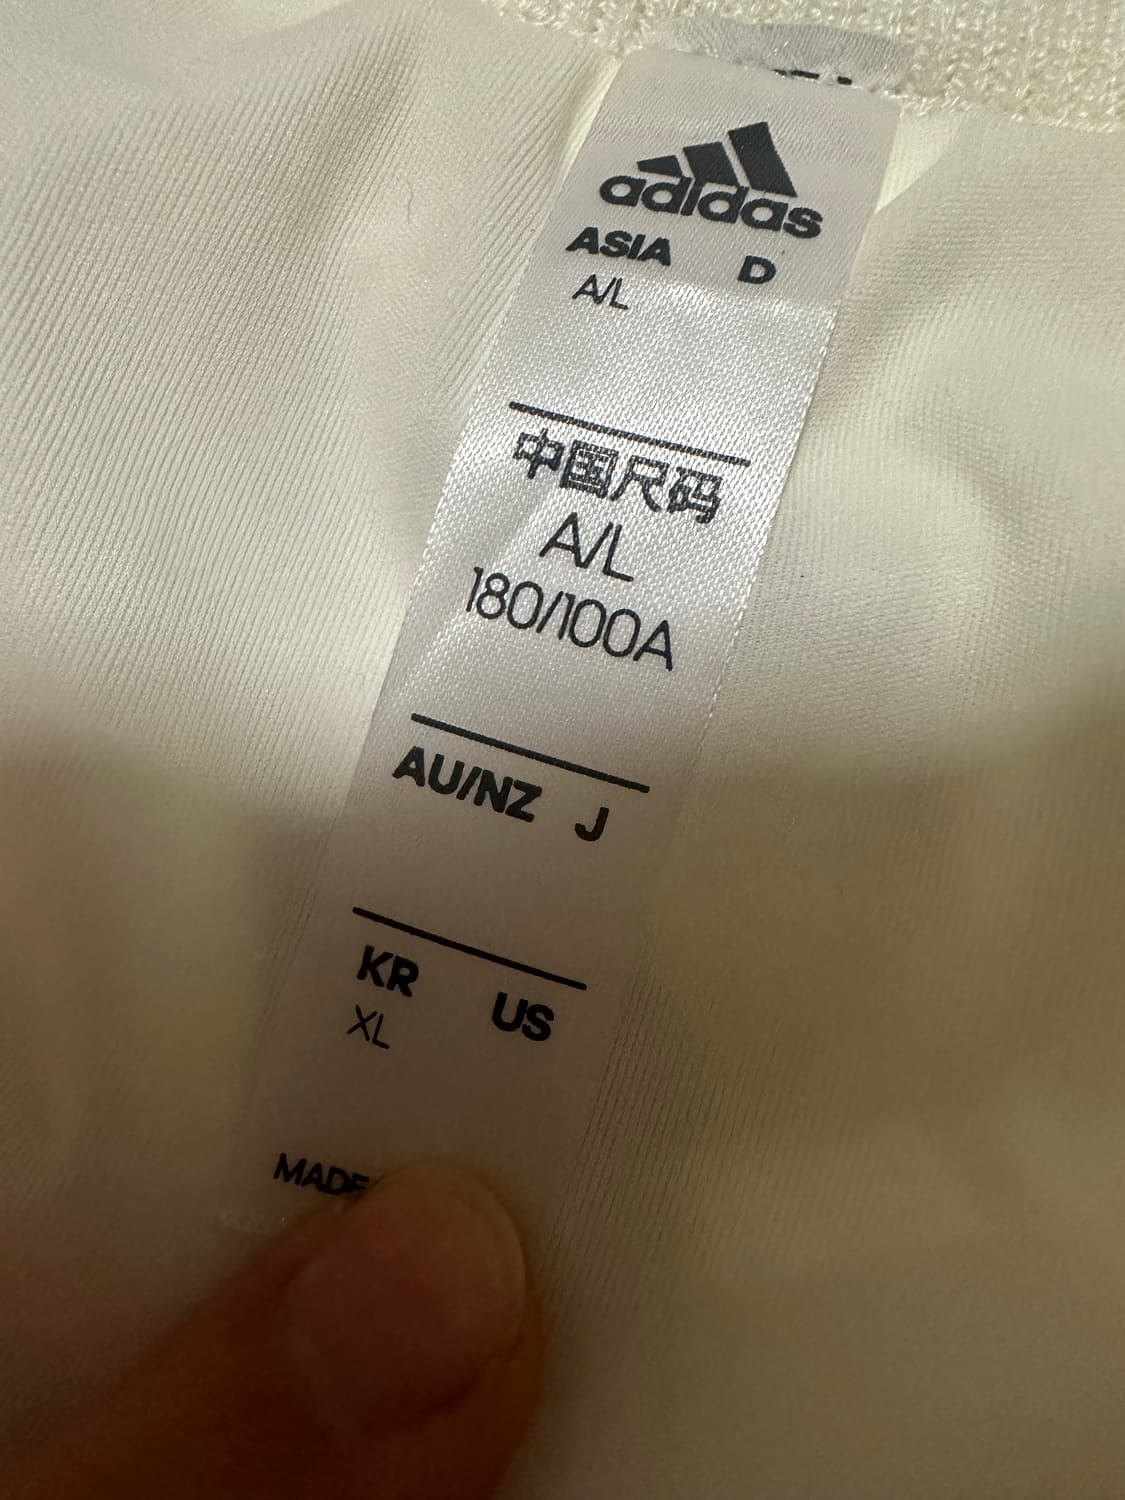 adidas
ASIA D
A/L
中国尺码
A/L
180/100A
AU/NZ J
KR US
XL
MADE